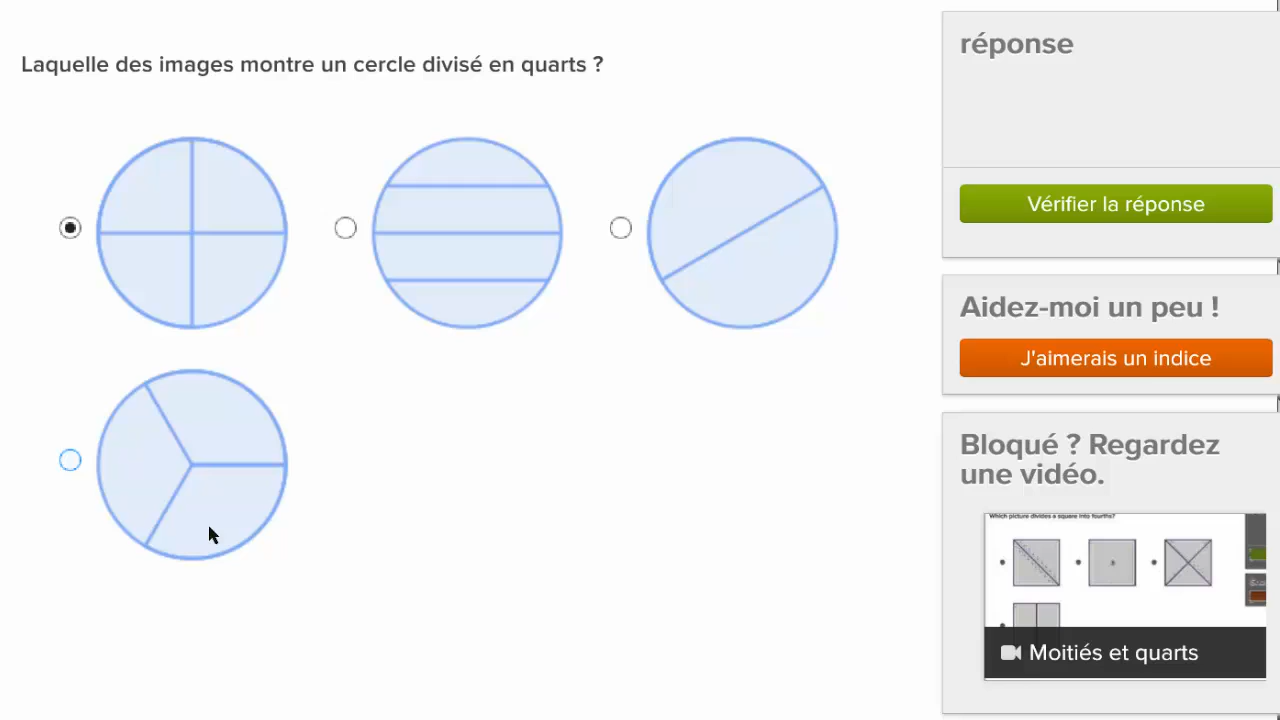 Laquelle des images montre un cercle divisé en quarts ?
réponse
Vérifier la réponse
Aidez-moi un peu !
J'aimerais un indice
Bloqué ? Regardez
une vidéo.
Which picture divides a square into fourths?
Moitiés et quarts